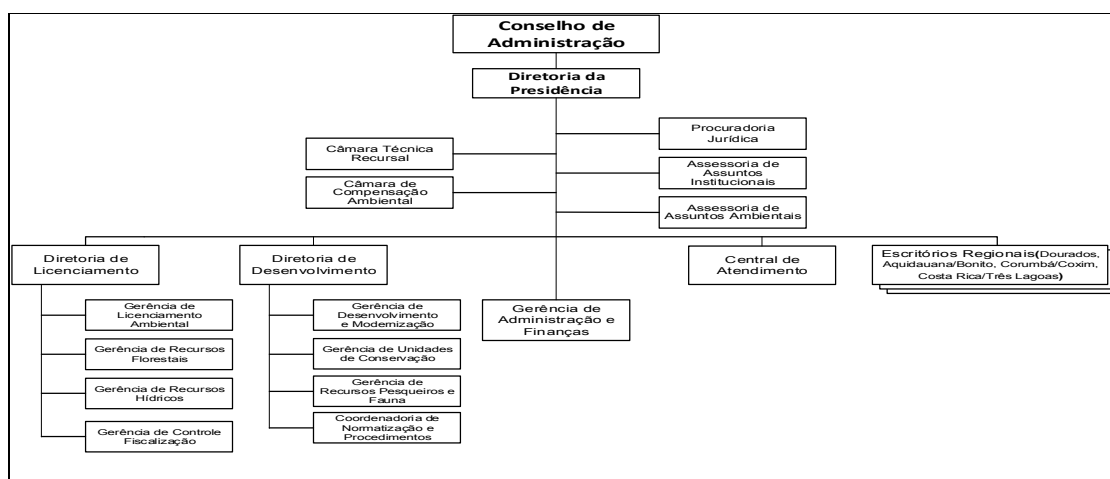 Conselho de
Administração
Diretoria da
Presidência
Procuradoria
Jurídica
Câmara Técnica
Recursal
Assessoria de
Assuntos
Institucionais
Câmara de
Compensação
Ambiental
Assessoria de
Assuntos Ambientais
Diretoria de
Licenciamento
Diretoria de
Desenvolvimento
Central de
Atendimento
Escritórios Regionais(Dourados,
Aquidauana/Bonito, Corumbá/Coxim,
Costa Rica/Três Lagoas)
Gerência de
Licenciamento
Ambiental
Gerência de Recursos
Florestais
Gerência de Recursos
Hídricos
Gerência de Controle
Fiscalização
Gerência de
Desenvolvimento
e Modernização
Gerência de Unidades
de Conservação
Gerência de
Recursos Pesqueiros e
Fauna
Coordenadoria de
Normatização e
Procedimentos
Gerência de
Administração e
Finanças